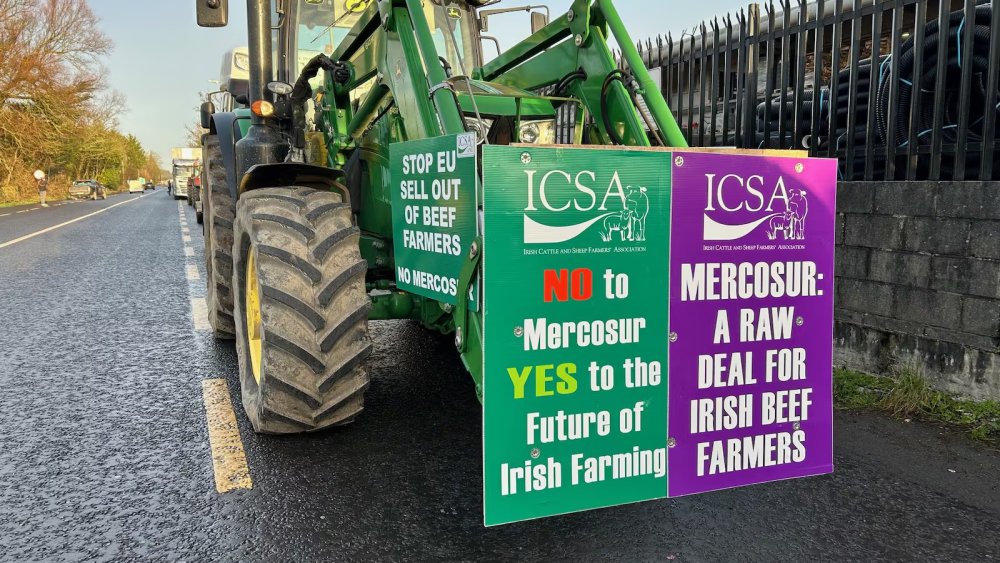 STOP EU
SELL OUT
OF BEEF
FARMERS
NO MERCOSUR
ICSA
IRISH CATTLE AND SHEEP FARMERS ASSOCIATION
NO to
Mercosur
YES to the
Future of
Irish Farming
ICSA
IRISH CATTLE AND SHEEP FARMERS ASSOCIATION
MERCOSUR:
A RAW
DEAL FOR
IRISH BEEF
FARMERS